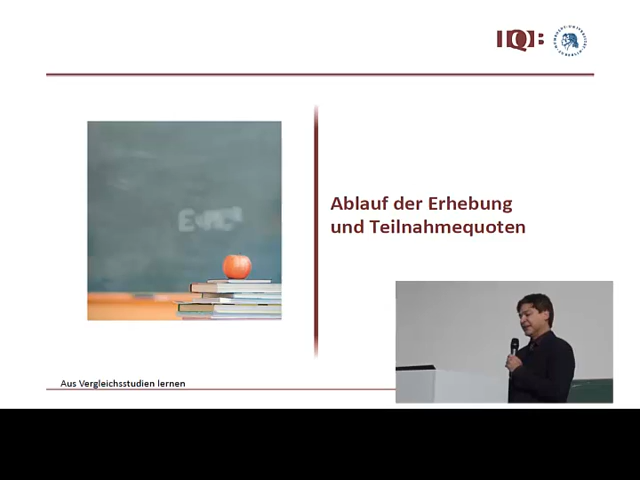 IQB
Ablauf der Erhebung
und Teilnahmequoten
Aus Vergleichsstudien lernen